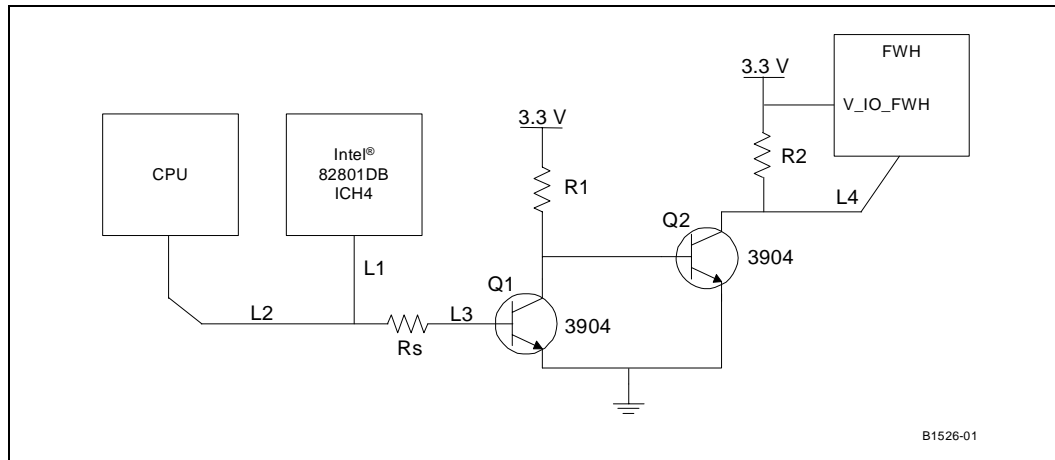 FWH
3.3 V
V_IO_FWH
3.3 V
CPU
Intel®
82801DB
ICH4
R2
R1
L4
Q2
3904
L1
Q1
L2
L3
3904
Rs
B1526-01